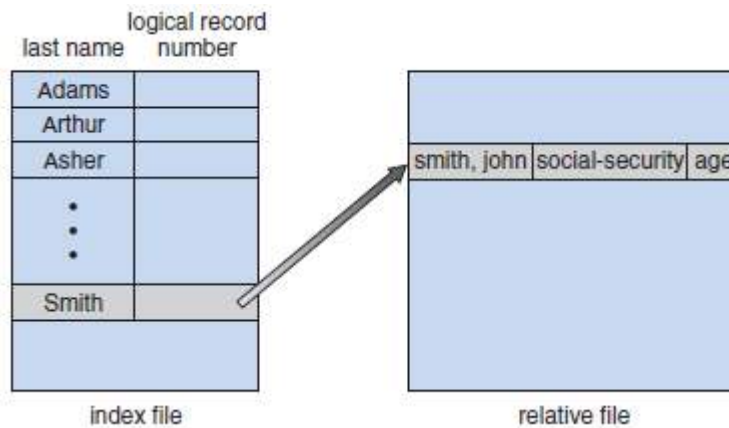 last name
logical record
number
Adams
Arthur
Asher
Smith
index file
smith, john
social-security
age
relative file